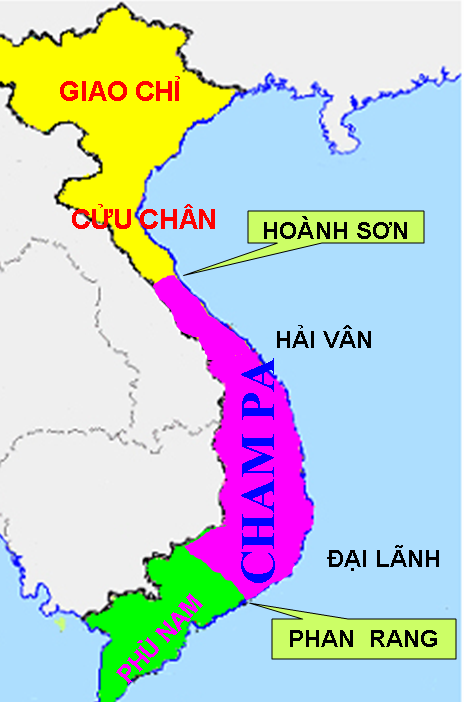 GIAO CHỈ
CỬU CHÂN
HOÀNH SƠN
HẢI VÂN
CHAM PA
ĐẠI LÃNH
PHÙ NAM
PHAN RANG